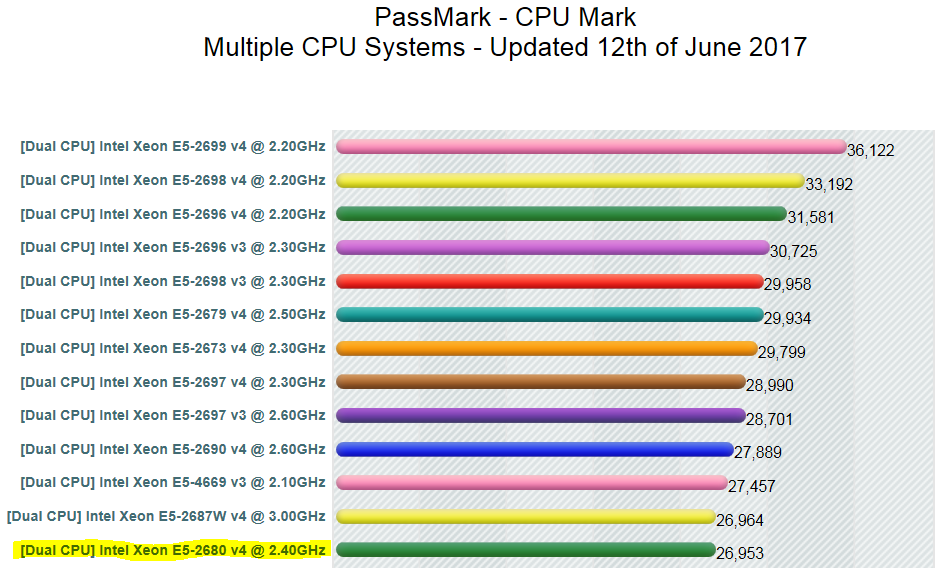 PassMark - CPU Mark
Multiple CPU Systems - Updated 12th of June 2017
[Dual CPU] Intel Xeon E5-2699 v4 @ 2.20GHz 36,122
[Dual CPU] Intel Xeon E5-2698 v4 @ 2.20GHz 33,192
[Dual CPU] Intel Xeon E5-2696 v4 @ 2.20GHz 31,581
[Dual CPU] Intel Xeon E5-2696 v3 @ 2.30GHz 30,725
[Dual CPU] Intel Xeon E5-2698 v3 @ 2.30GHz 29,958
[Dual CPU] Intel Xeon E5-2679 v4 @ 2.50GHz 29,934
[Dual CPU] Intel Xeon E5-2673 v4 @ 2.30GHz 29,799
[Dual CPU] Intel Xeon E5-2697 v4 @ 2.30GHz 28,990
[Dual CPU] Intel Xeon E5-2697 v3 @ 2.60GHz 28,701
[Dual CPU] Intel Xeon E5-2690 v4 @ 2.60GHz 27,889
[Dual CPU] Intel Xeon E5-4669 v3 @ 2.10GHz 27,457
[Dual CPU] Intel Xeon E5-2687W v4 @ 3.00GHz 26,964
[Dual CPU] Intel Xeon E5-2680 v4 @ 2.40GHz 26,953